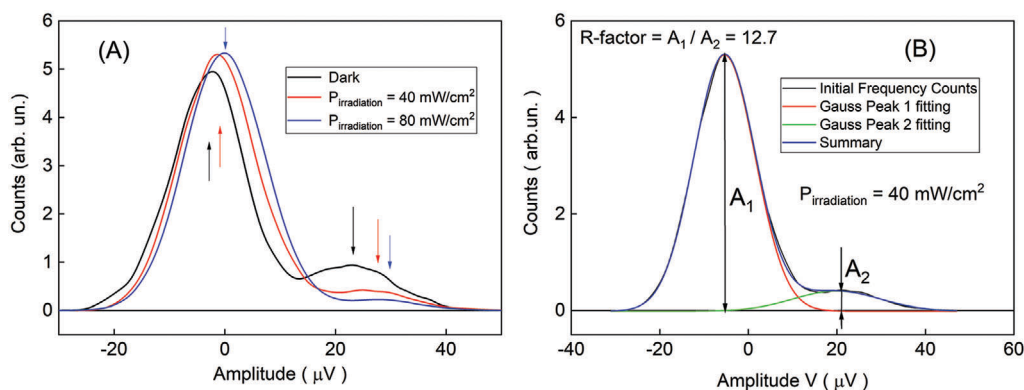 (A)
Dark
P_irradiation = 40 mW/cm²
P_irradiation = 80 mW/cm²
Counts (arb. un.)
6
5
4
3
2
1
0
-20
0
20
40
Amplitude ( μV)
R-factor = A₁ / A₂ = 12.7
(B)
Initial Frequency Counts
Gauss Peak 1 fitting
Gauss Peak 2 fitting
Summary
P_irradiation = 40 mW/cm²
A₁
A₂
Counts ( arb. un.)
6
5
4
3
2
1
0
-40
-20
0
20
40
60
Amplitude V ( μV)